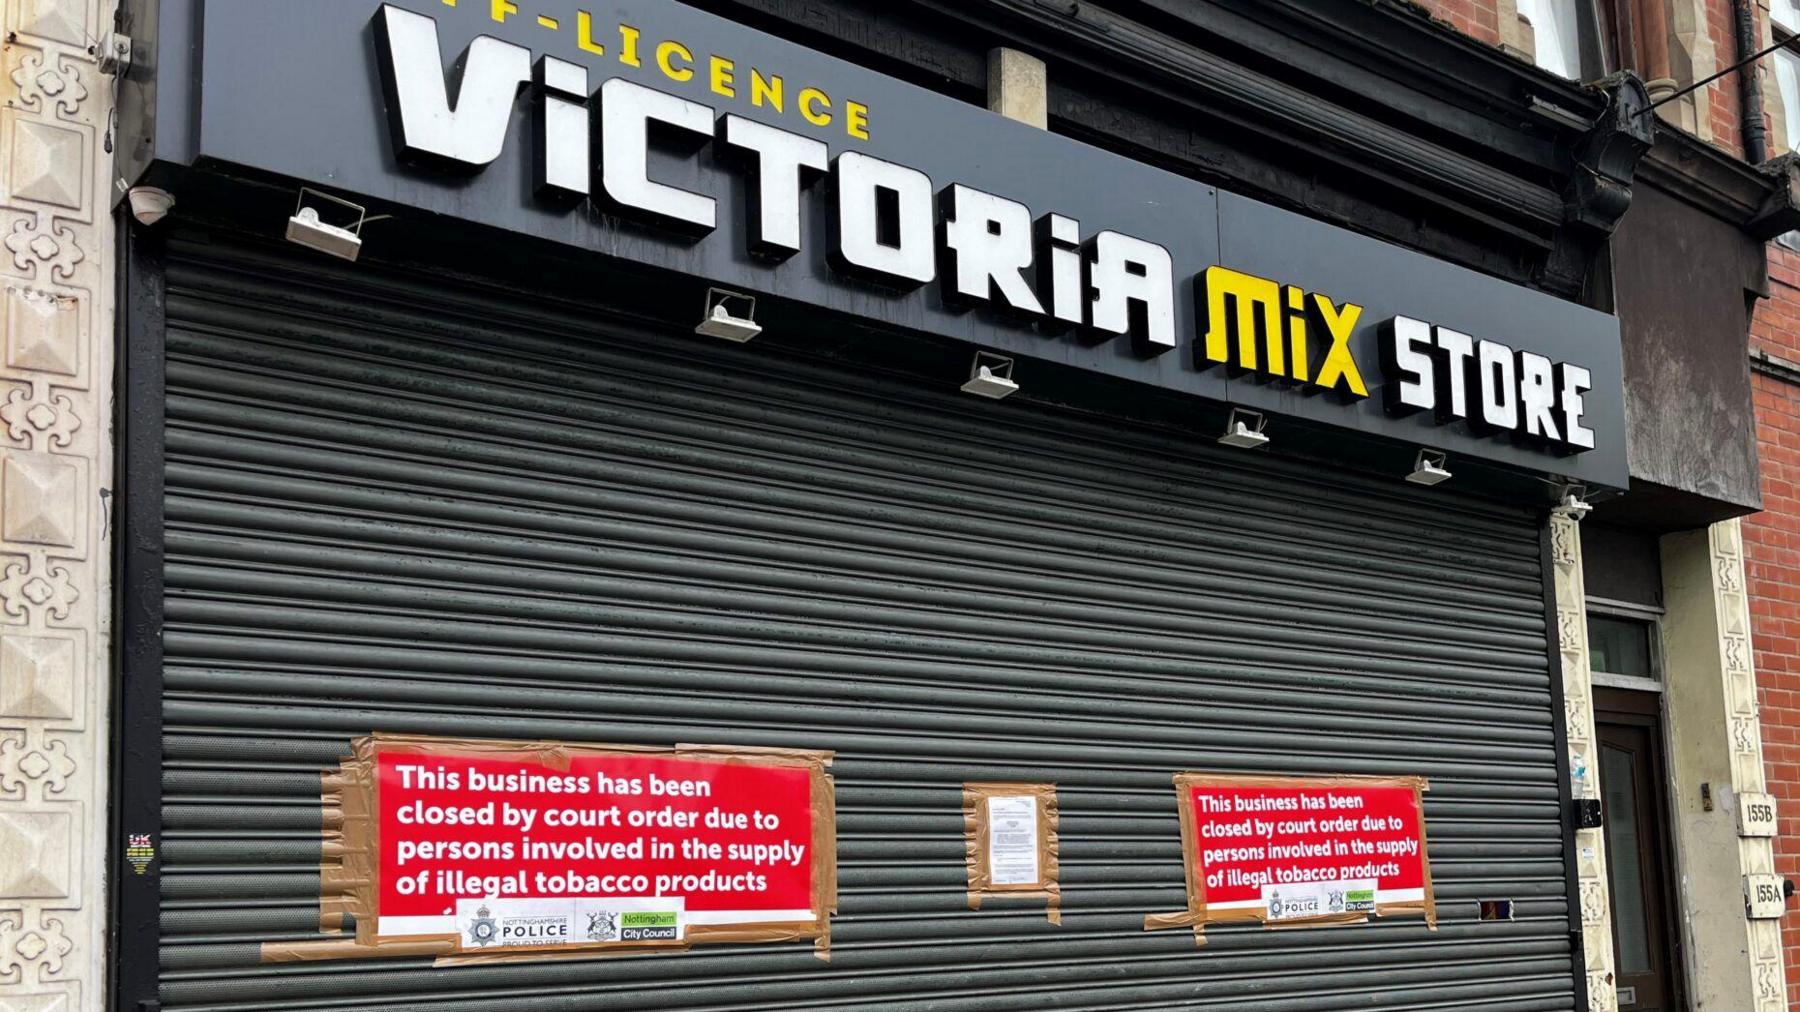 FF-LICENCE
VICTORIA MIX STORE
This business has been
closed by court order due to
persons involved in the supply
of illegal tobacco products
NOTTINGHAMSHIRE
POLICE
PROUD TO SERVE
Nottingham
City Council
This business has been
closed by court order due to
persons involved in the supply
of illegal tobacco products
POLICE
Nottingham
City Council
155B
155A